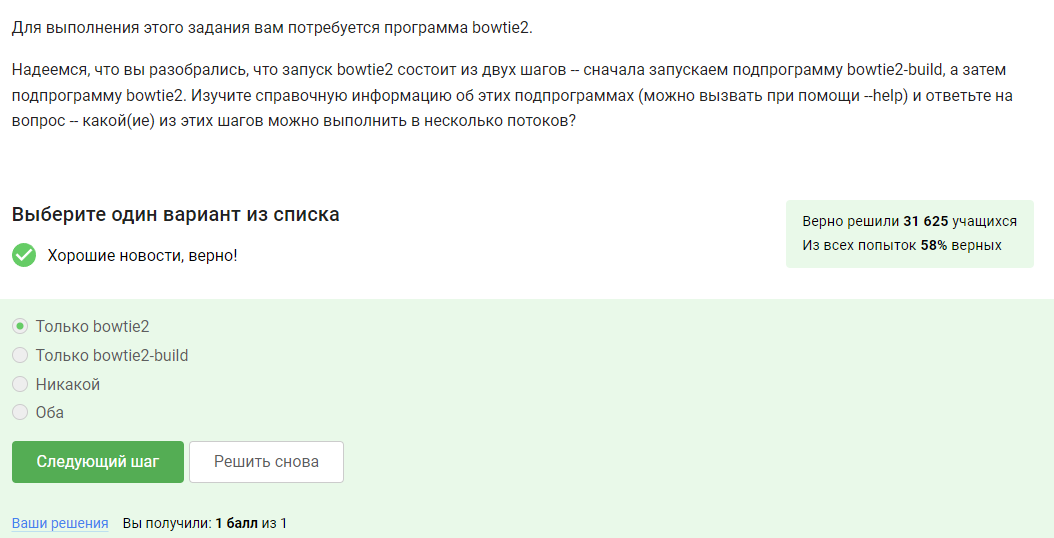 Для выполнения этого задания вам потребуется программа bowtie2.
Надеемся, что вы разобрались, что запуск bowtie2 состоит из двух шагов -- сначала запускаем подпрограмму bowtie2-build, а затем
подпрограмму bowtie2. Изучите справочную информацию об этих подпрограммах (можно вызвать при помощи --help) и ответьте на
вопрос -- какой(ие) из этих шагов можно выполнить в несколько потоков?
Выберите один вариант из списка
Хорошие новости, верно!
Верно решили 31 625 учащихся
Из всех попыток 58% верных
Только bowtie2
Только bowtie2-build
Никакой
Оба
Следующий шаг
Решить снова
Ваши решения Вы получили: 1 балл из 1